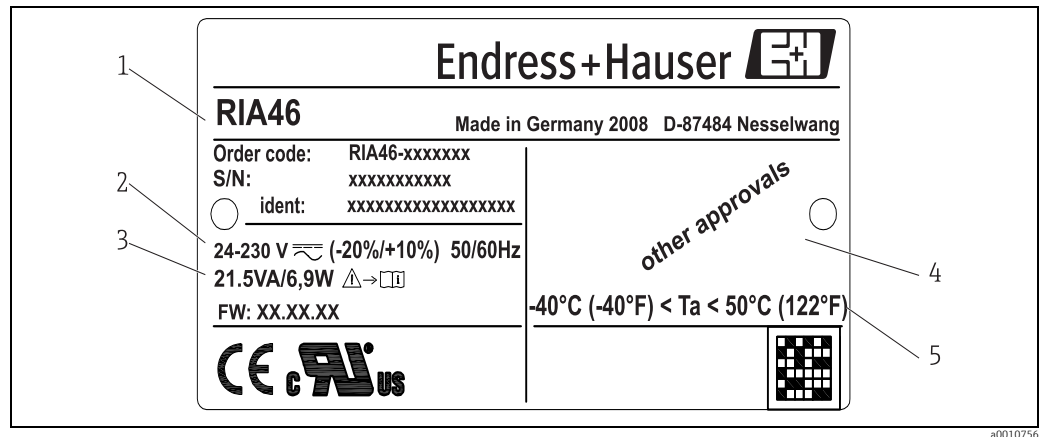 Endress+Hauser
1
RIA46
Made in Germany 2008 D-87484 Nesselwang
Order code: RIA46-xxxxxxx
S/N: xxxxxxxxxxx
ident: xxxxxxxxxxxxxxxxxx
2
24-230 V (-20%/+10%) 50/60Hz
3
21.5VA/6,9W ⚠→
FW: XX.XX.XX
CE c RU US
other approvals
4
-40°C (-40°F) < Ta < 50°C (122°F)
5
a0010756